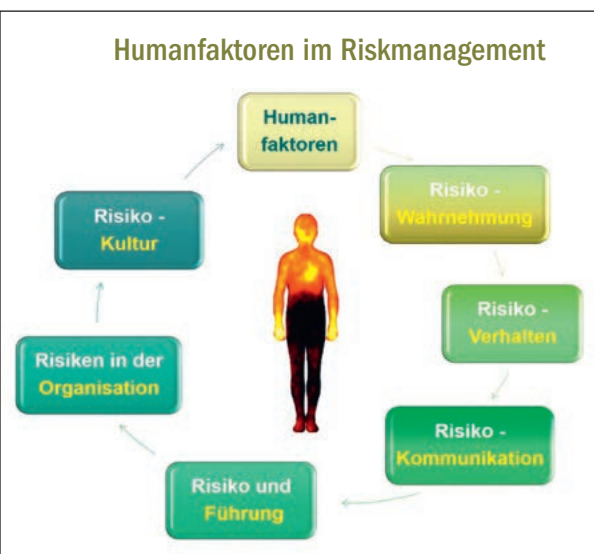 Humanfaktoren im Riskmanagement
Human-
faktoren
Risiko -
Wahrnehmung
Risiko -
Verhalten
Risiko -
Kommunikation
Risiko und
Führung
Risiken in der
Organisation
Risiko -
Kultur